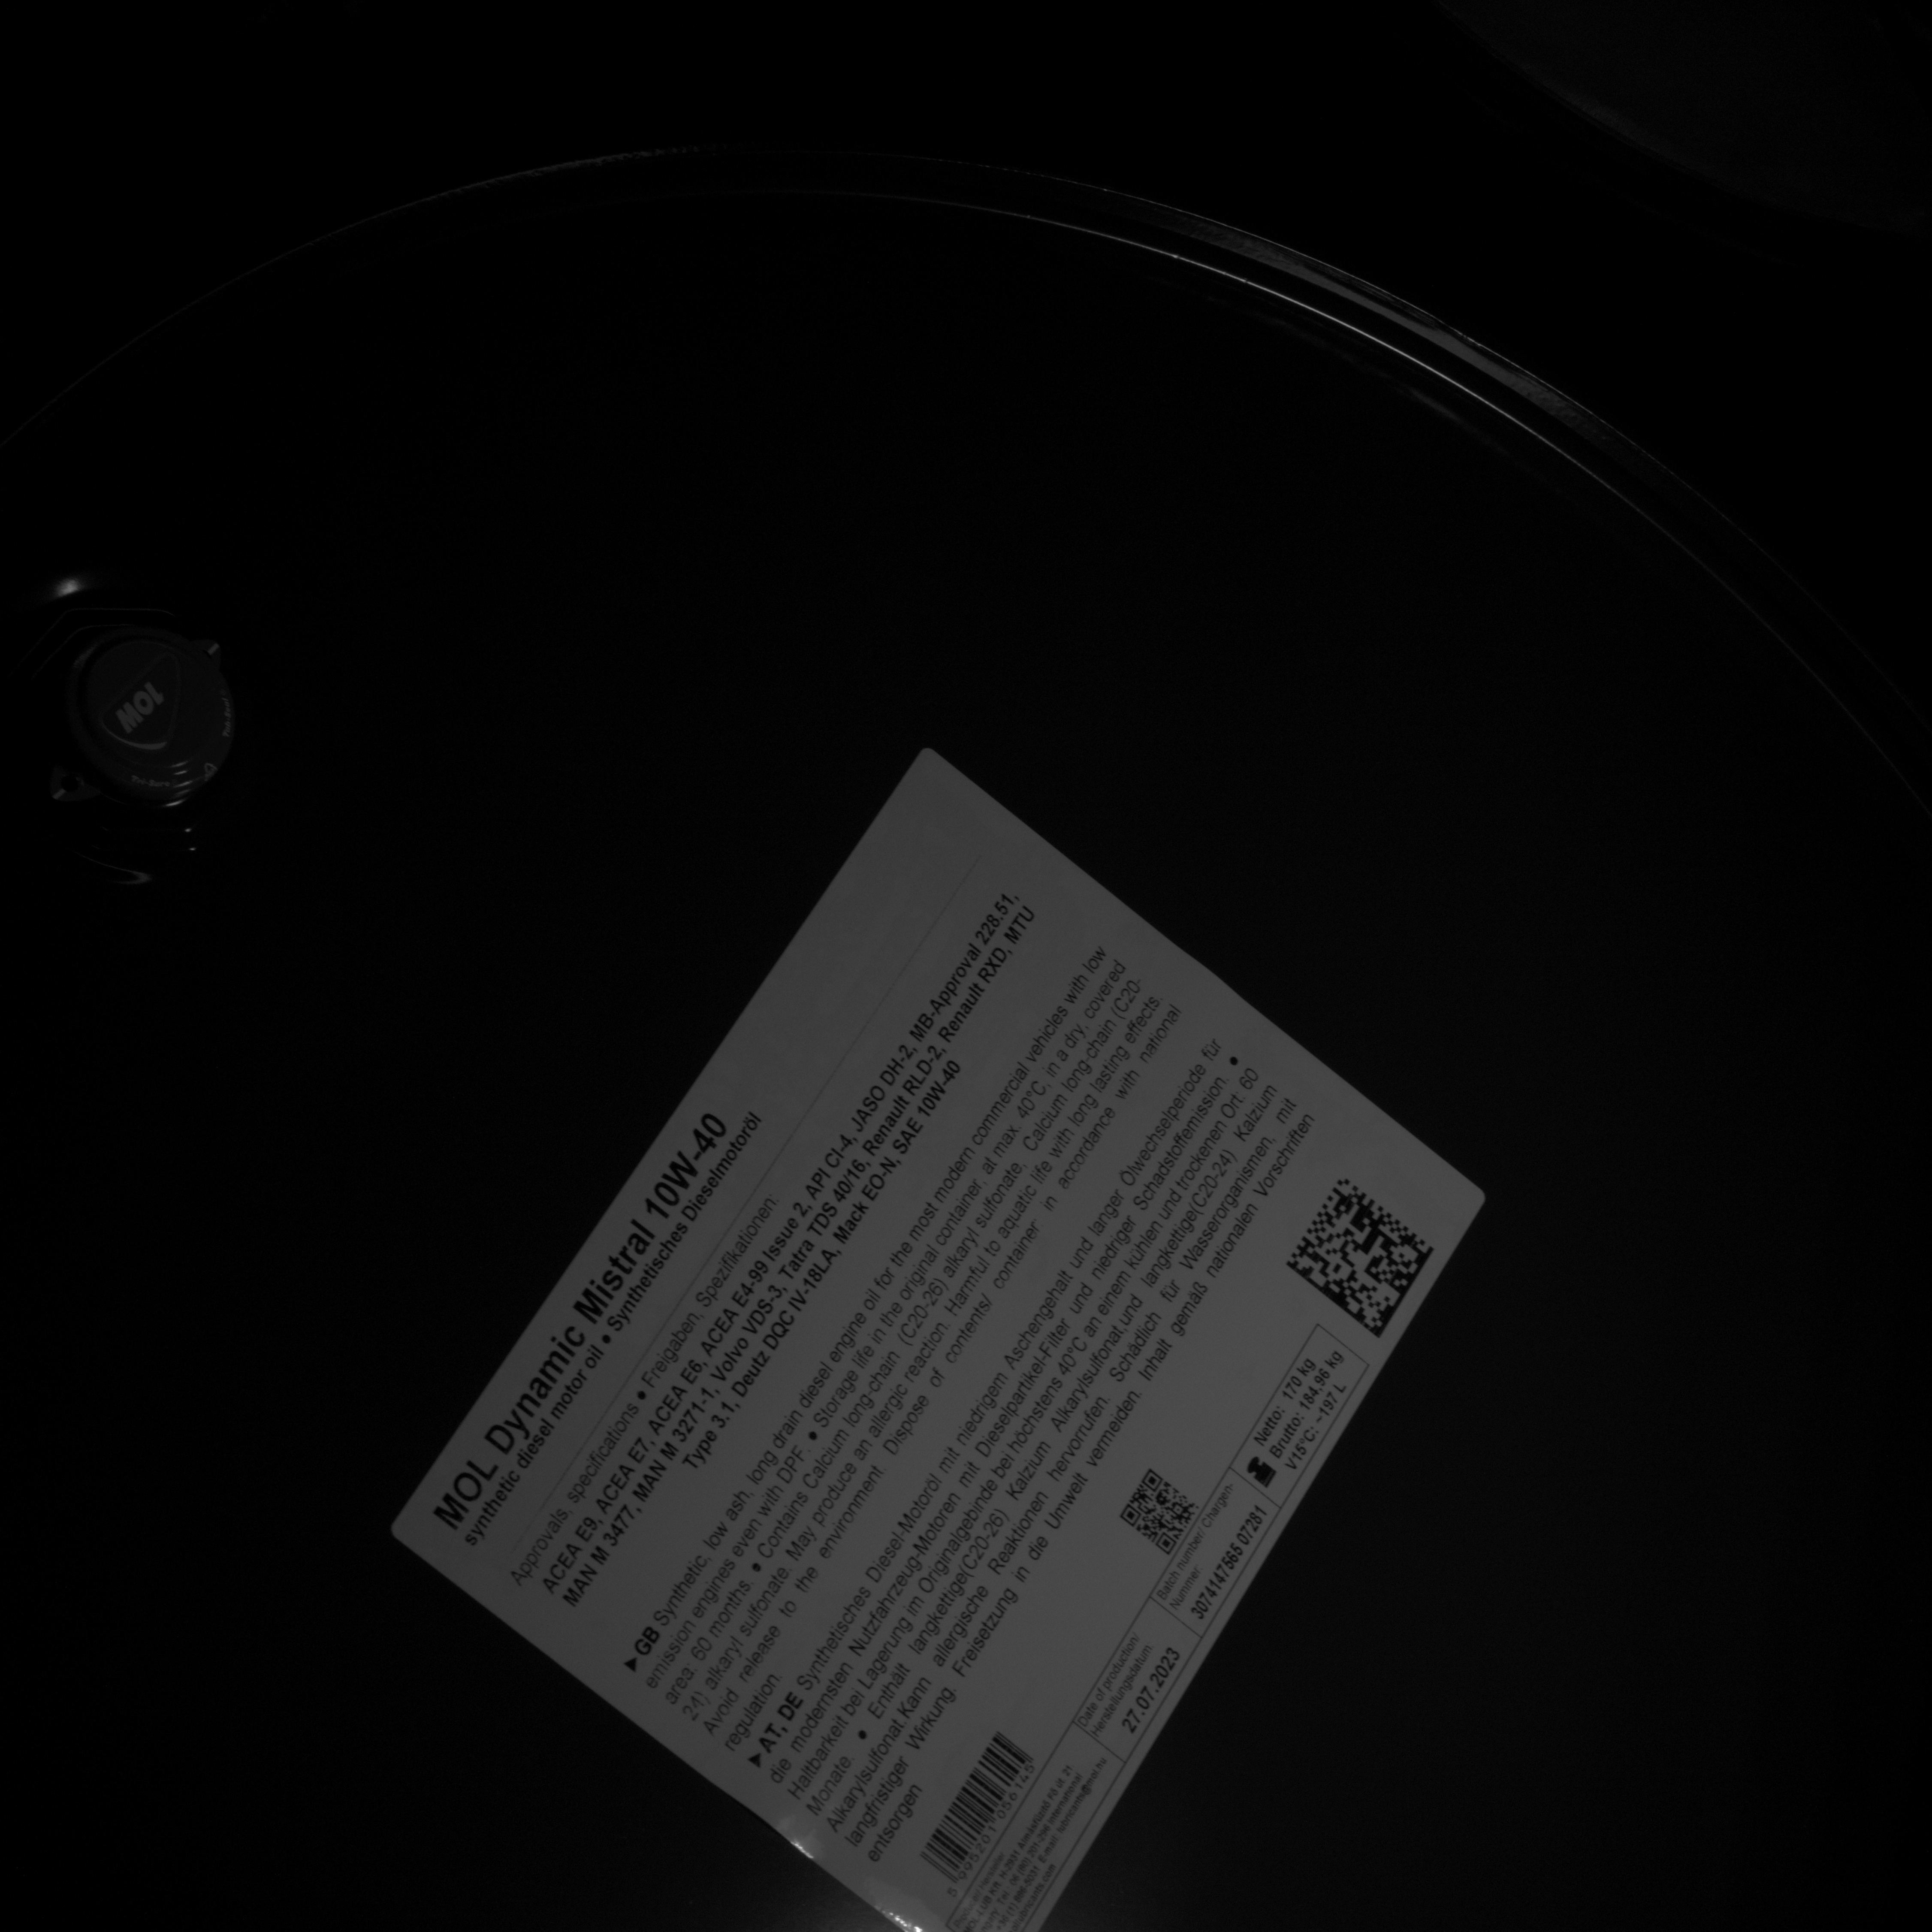 MOL
MOL Dynamic Mistral 10W-40
synthetic diesel motor oil ● Synthetisches Dieselmotoröl
Approvals, specifications ● Freigaben, Spezifikationen:
ACEA E9, ACEA E7, ACEA E6, ACEA E4-99 Issue 2, API CI-4, JASO DH-2, MB-Approval 228.51,
MAN M 3477, MAN M 3271-1, Volvo VDS-3, Tatra TDS 40/16, Renault RLD-2, Renault RXD, MTU
Type 3.1, Deutz DQC IV-18LA, Mack EO-N, SAE 10W-40
►GB Synthetic, low ash, long drain diesel engine oil for the most modern commercial vehicles with low
emission engines even with DPF. ● Storage life in the original container, at max. 40°C, in a dry, covered
area: 60 months. ● Contains Calcium long-chain (C20-26) alkaryl sulfonate, Calcium long-chain (C20-
24) alkaryl sulfonate. May produce an allergic reaction. Harmful to aquatic life with long lasting effects.
Avoid release to the environment. Dispose of contents/ container in accordance with national
regulation.
►AT, DE Synthetisches Diesel-Motoröl mit niedrigem Aschengehalt und langer Ölwechselperiode für
die modernsten Nutzfahrzeug-Motoren mit Dieselpartikel-Filter und niedriger Schadstoffemission. ●
Haltbarkeit bei Lagerung im Originalgebinde bei höchstens 40°C an einem kühlen und trockenen Ort: 60
Monate. ● Enthält langkettige(C20-26) Kalzium Alkarylsulfonat,und langkettige(C20-24) Kalzium
Alkarylsulfonat.Kann allergische Reaktionen hervorrufen. Schädlich für Wasserorganismen, mit
langfristiger Wirkung. Freisetzung in die Umwelt vermeiden. Inhalt gemäß nationalen Vorschriften
entsorgen
5 995201 056145
Date of production/
Herstellungsdatum:
27.07.2023
Batch number/ Chargen-
Nummer:
3074147565 07281
Netto: 170 kg
Brutto: 184,96 kg
V15°C: ~197 L